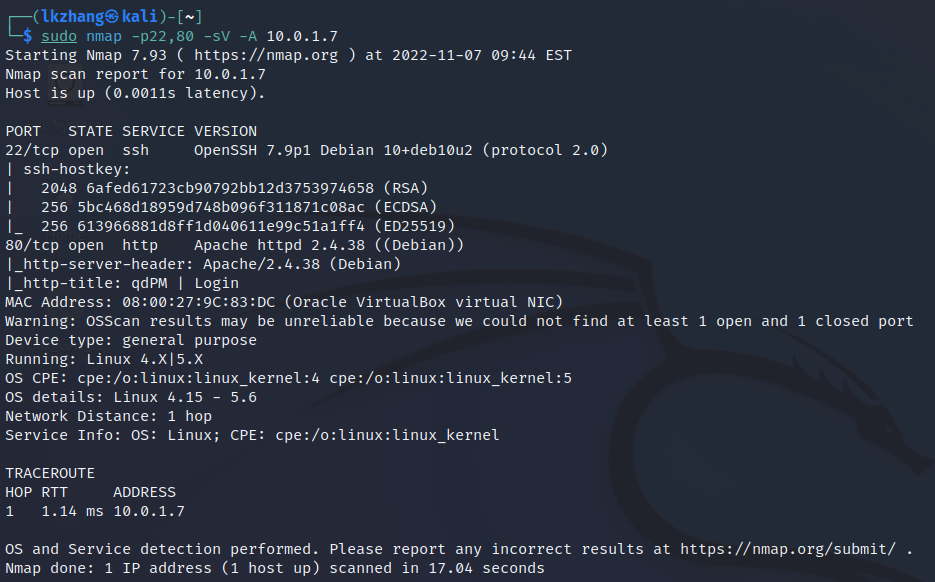 ┌──(lkzhang㉿kali)-[~]
└─$ sudo nmap -p22,80 -sV -A 10.0.1.7
Starting Nmap 7.93 ( https://nmap.org ) at 2022-11-07 09:44 EST
Nmap scan report for 10.0.1.7
Host is up (0.0011s latency).

PORT   STATE SERVICE VERSION
22/tcp open  ssh     OpenSSH 7.9p1 Debian 10+deb10u2 (protocol 2.0)
| ssh-hostkey:
|   2048 6afed61723cb90792bb12d3753974658 (RSA)
|   256 5bc468d18959d748b096f311871c08ac (ECDSA)
|_  256 613966881d8ff1d040611e99c51a1ff4 (ED25519)
80/tcp open  http    Apache httpd 2.4.38 ((Debian))
|_http-server-header: Apache/2.4.38 (Debian)
|_http-title: qdPM | Login
MAC Address: 08:00:27:9C:83:DC (Oracle VirtualBox virtual NIC)
Warning: OSScan results may be unreliable because we could not find at least 1 open and 1 closed port
Device type: general purpose
Running: Linux 4.X|5.X
OS CPE: cpe:/o:linux:linux_kernel:4 cpe:/o:linux:linux_kernel:5
OS details: Linux 4.15 - 5.6
Network Distance: 1 hop
Service Info: OS: Linux; CPE: cpe:/o:linux:linux_kernel

TRACEROUTE
HOP RTT     ADDRESS
1   1.14 ms 10.0.1.7

OS and Service detection performed. Please report any incorrect results at https://nmap.org/submit/ .
Nmap done: 1 IP address (1 host up) scanned in 17.04 seconds